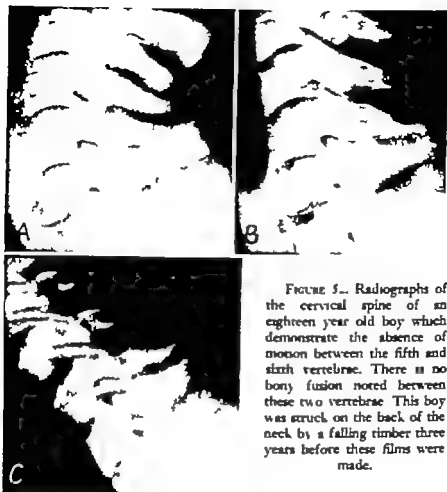 A
B
C
FIGURE 5.. Radiographs of
the cervical spine of an
eighteen year old boy which
demonstrate the absence of
motion between the fifth and
sixth vertebrae. There is no
bony fusion noted between
these two vertebrae This boy
was struck on the back of the
neck by a falling timber three
years before these films were
made.